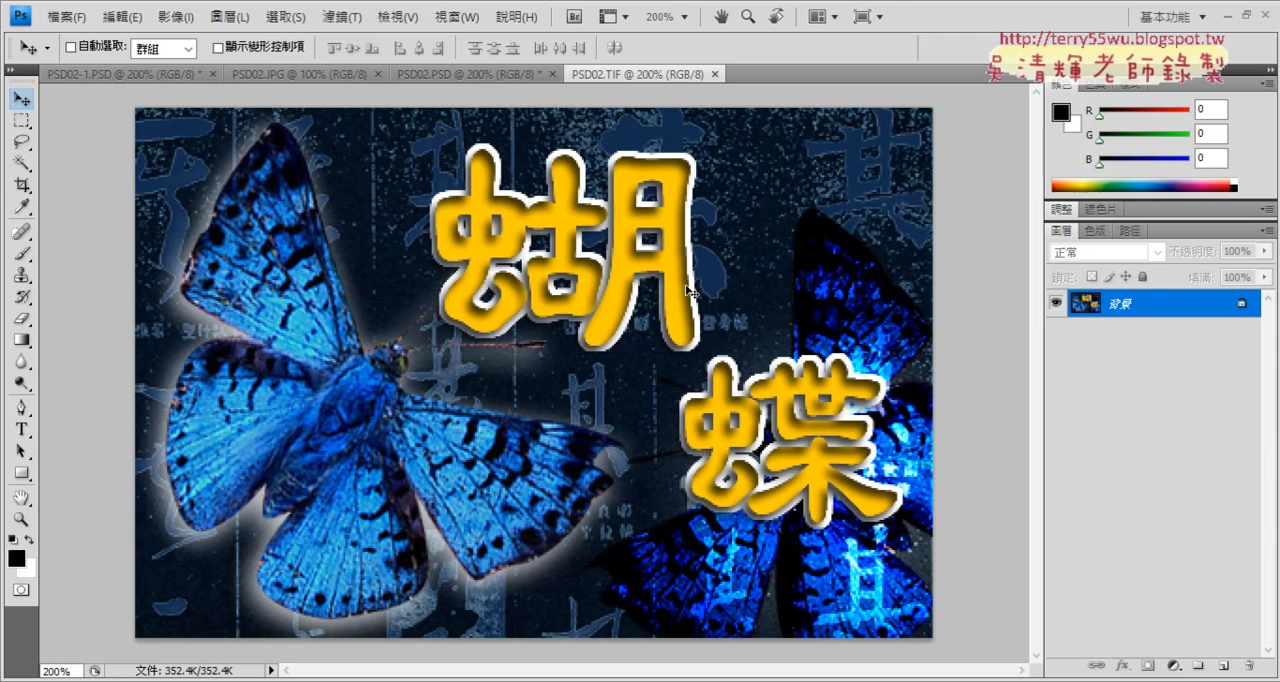 Ps 檔案(F) 編輯(E) 影像(I) 圖層(L) 選取(S) 濾鏡(T) 檢視(V) 視窗(W) 說明(H) Br 200% 基本功能
自動選取: 群組 顯示變形控制項
http://terry55wu.blogspot.tw
吳清輝老師錄製
PSD02-1.PSD @ 200% (RGB/8) * PSD02.JPG @ 100% (RGB/8) PSD02.PSD @ 200% (RGB/8) * PSD02.TIF @ 200% (RGB/8)
R 0
G 0
B 0
調整 遮色片
圖層 色版 路徑
正常 不透明度: 100%
鎖定: 填滿: 100%
背景
蝴
蝶
200% 文件: 352.4K/352.4K